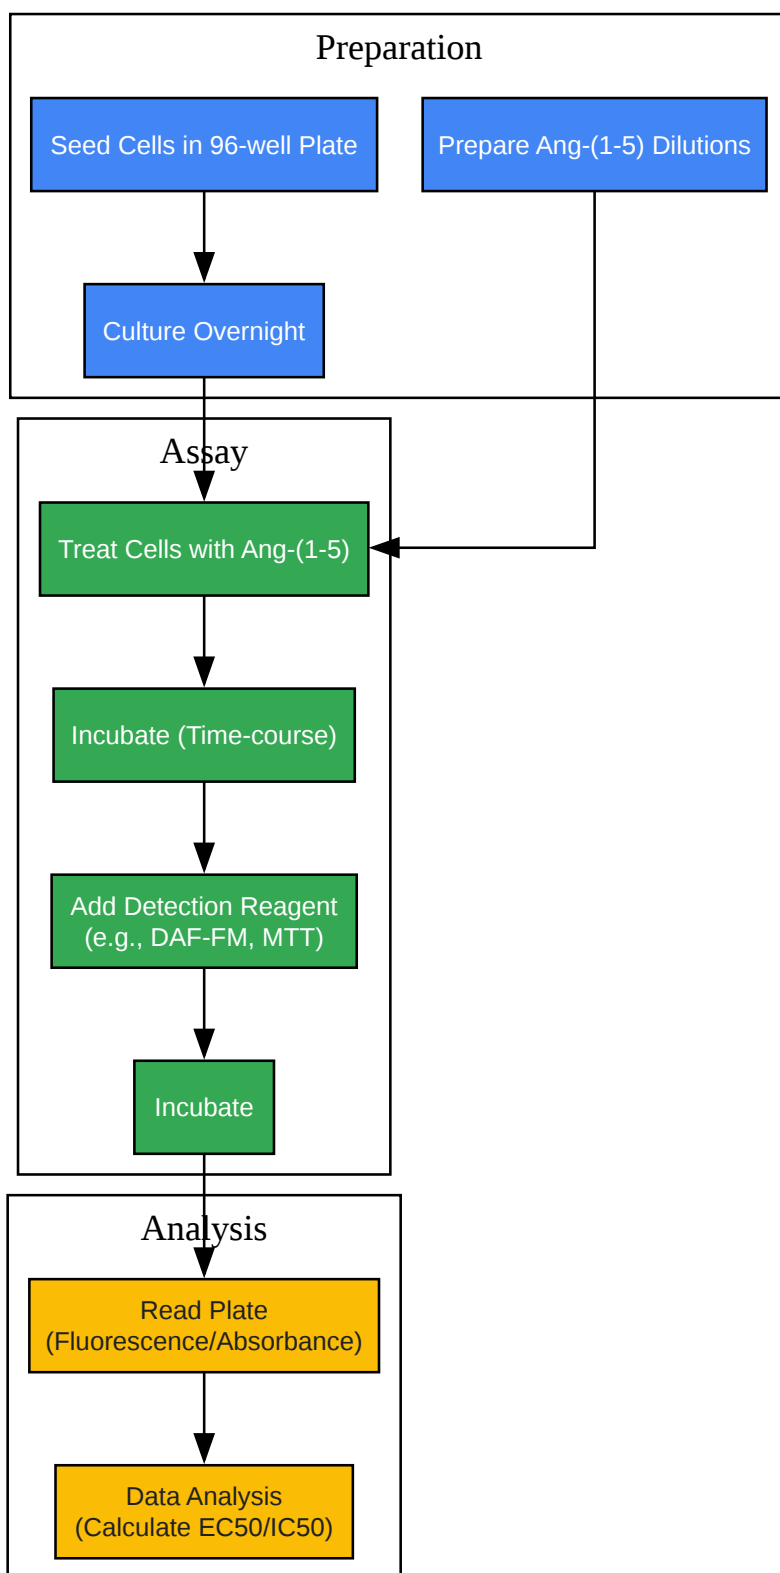 Preparation
Seed Cells in 96-well Plate
Prepare Ang-(1-5) Dilutions
Culture Overnight
Assay
Treat Cells with Ang-(1-5)
Incubate (Time-course)
Add Detection Reagent
(e.g., DAF-FM, MTT)
Incubate
Analysis
Read Plate
(Fluorescence/Absorbance)
Data Analysis
(Calculate EC50/IC50)